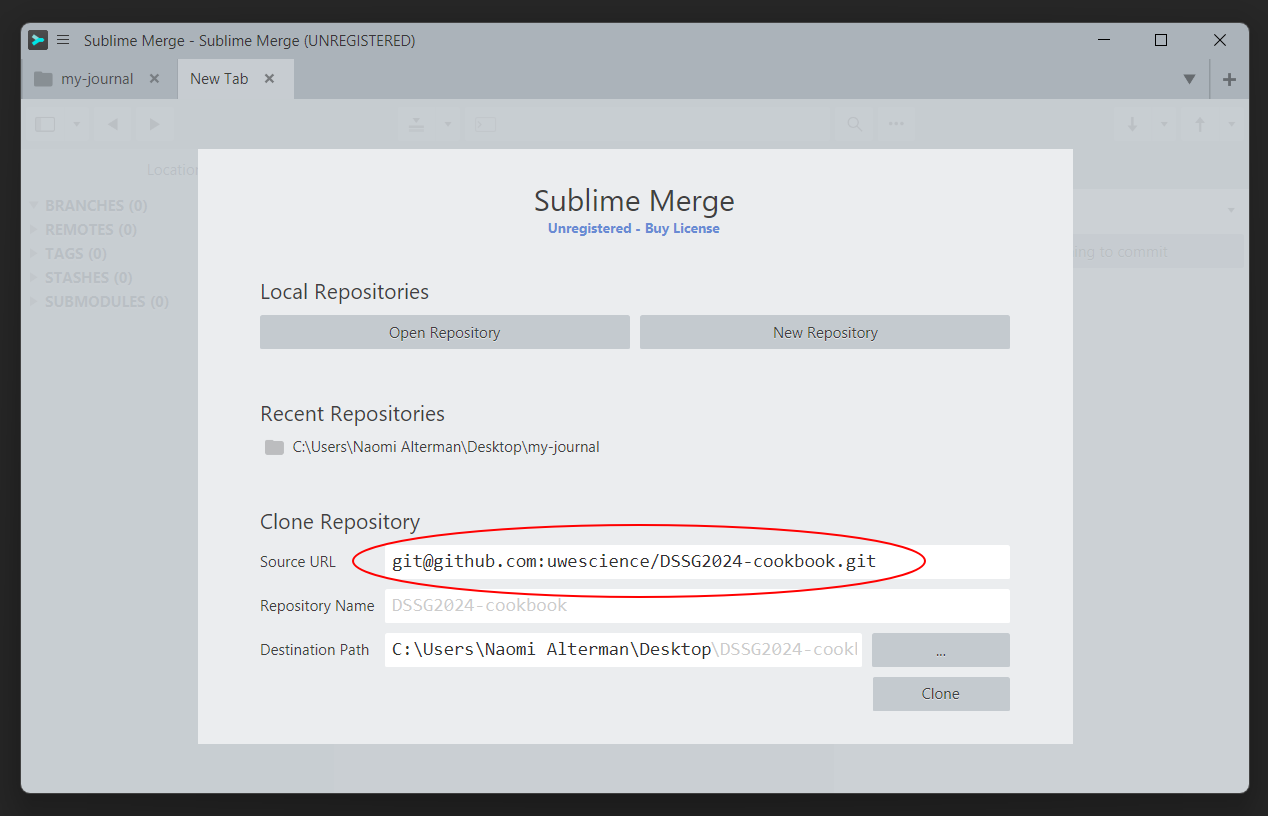 Sublime Merge - Sublime Merge (UNREGISTERED)
my-journal
New Tab
Location
BRANCHES (0)
REMOTES (0)
TAGS (0)
STASHES (0)
SUBMODULES (0)
to commit
Sublime Merge
Unregistered - Buy License
Local Repositories
Open Repository
New Repository
Recent Repositories
C:\Users\Naomi Alterman\Desktop\my-journal
Clone Repository
Source URL git@github.com:uwescience/DSSG2024-cookbook.git
Repository Name DSSG2024-cookbook
Destination Path C:\Users\Naomi Alterman\Desktop\DSSG2024-cookl ...
Clone